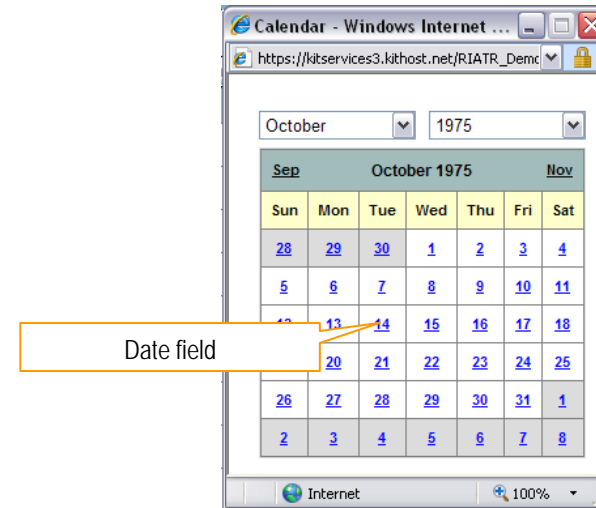 Calendar - Windows Internet ...
https://kitservices3.kithost.net/RIATR_Demo
October 1975
Sep October 1975 Nov
Sun Mon Tue Wed Thu Fri Sat
28 29 30 1 2 3 4
5 6 7 8 9 10 11
12 13 14 15 16 17 18
Date field
20 21 22 23 24 25
26 27 28 29 30 31 1
2 3 4 5 6 7 8
Internet 100%